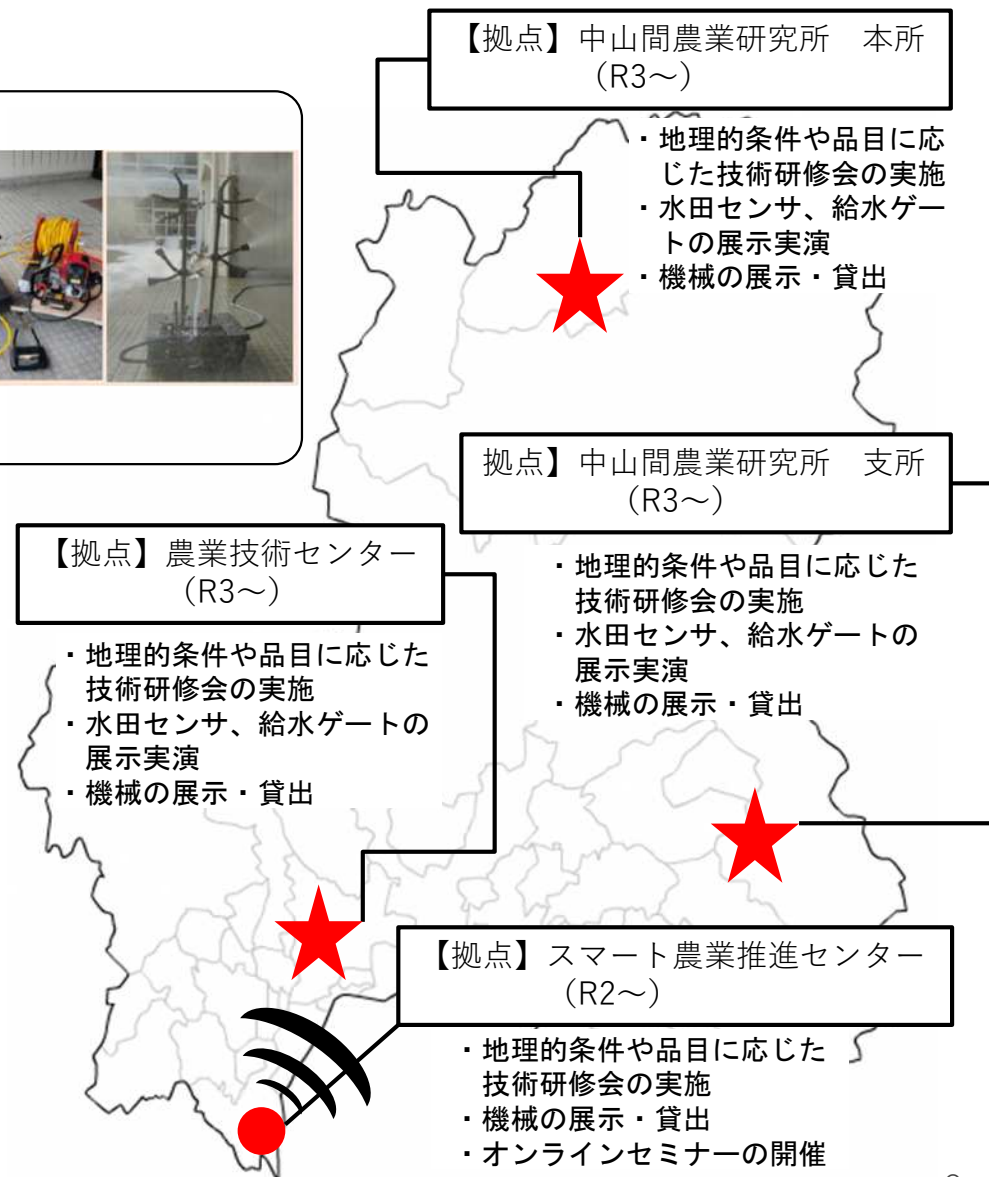 【拠点】中山間農業研究所　本所
（R3～）
・地理的条件や品目に応
じた技術研修会の実施
・水田センサ、給水ゲー
トの展示実演
・機械の展示・貸出
拠点】中山間農業研究所　支所
（R3～）
・地理的条件や品目に応じた
技術研修会の実施
・水田センサ、給水ゲートの
展示実演
・機械の展示・貸出
【拠点】農業技術センター
（R3～）
・地理的条件や品目に応じた
技術研修会の実施
・水田センサ、給水ゲートの
展示実演
・機械の展示・貸出
【拠点】スマート農業推進センター
（R2～）
・地理的条件や品目に応じた
技術研修会の実施
・機械の展示・貸出
・オンラインセミナーの開催